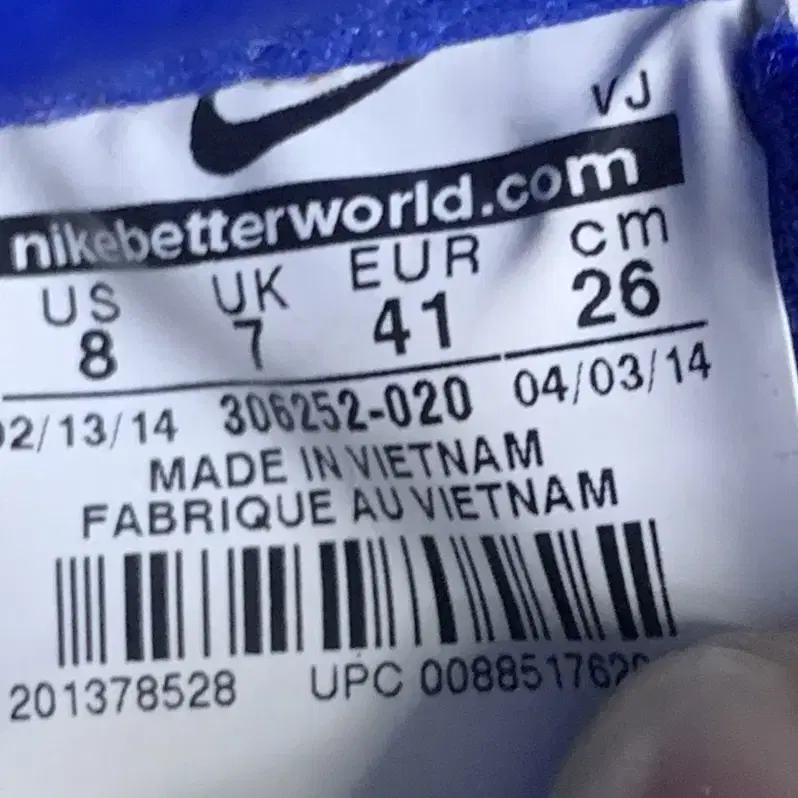 VJ
nikebetterworld.com
US UK EUR cm
8 7 41 26
02/13/14 306252-020 04/03/14
MADE IN VIETNAM
FABRIQUE AU VIETNAM
201378528 UPC 0088517620